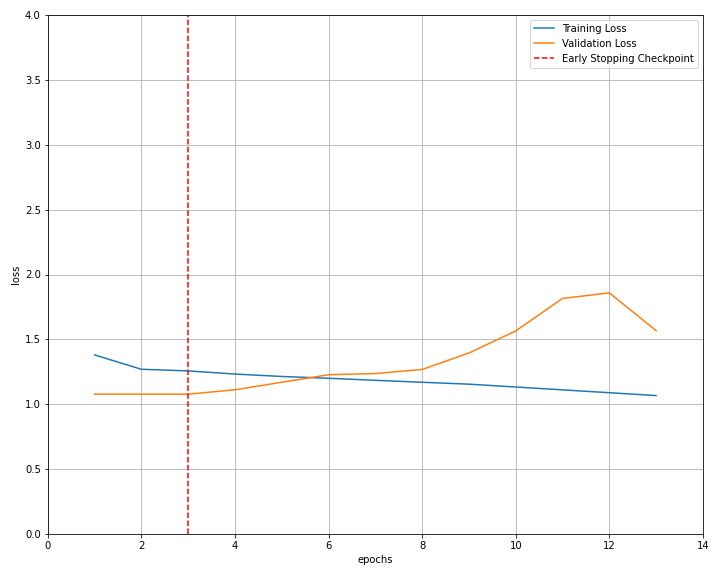 4.0
3.5
3.0
2.5
2.0
1.5
1.0
0.5
0.0
loss
0 2 4 6 8 10 12 14
epochs
Training Loss
Validation Loss
Early Stopping Checkpoint